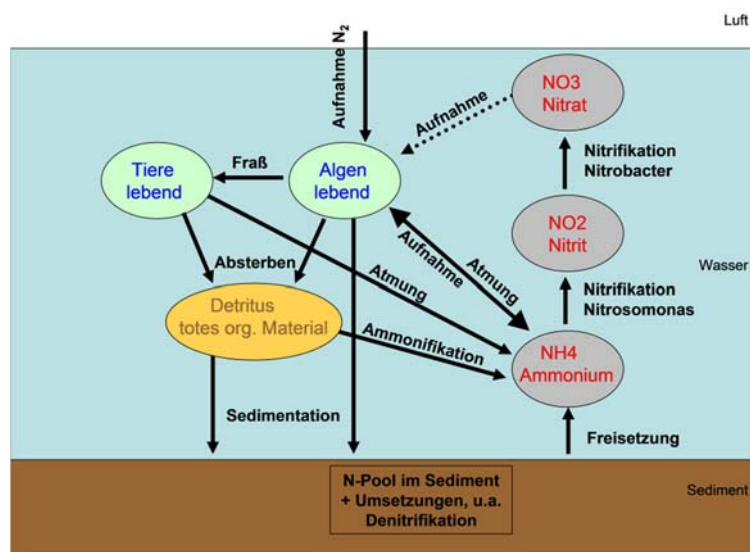 Luft
Aufnahme N2
NO3
Nitrat
Aufnahme
Nitrifikation
Nitrobacter
Tiere
lebend
Fraß
Algen
lebend
NO2
Nitrit
Wasser
Absterben
Atmung
Aufnahme
Atmung
Nitrifikation
Nitrosomonas
Detritus
totes org. Material
Ammonifikation
NH4
Ammonium
Sedimentation
Freisetzung
N-Pool im Sediment
+ Umsetzungen, u.a.
Denitrifikation
Sediment